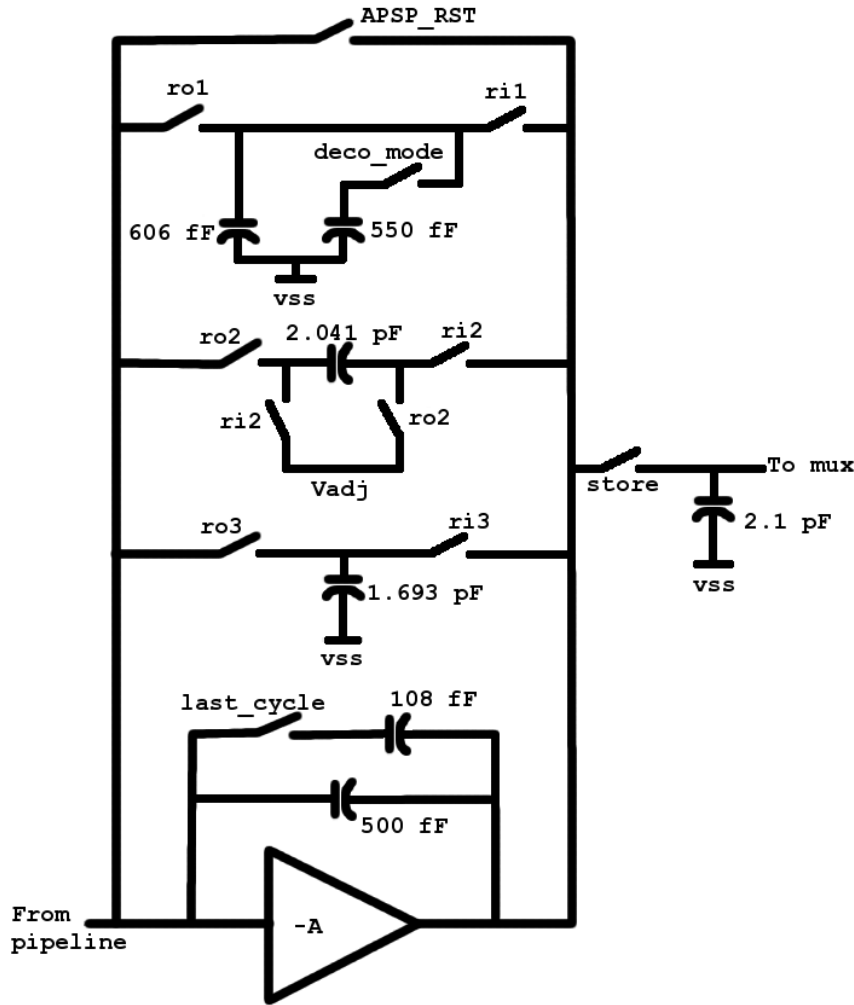 APSP_RST
ro1
ri1
deco_mode
606 fF
550 fF
vss
ro2
2.041 pF
ri2
ri2
ro2
Vadj
To mux
store
2.1 pF
vss
ro3
ri3
1.693 pF
vss
last_cycle
108 fF
500 fF
From
pipeline
-A